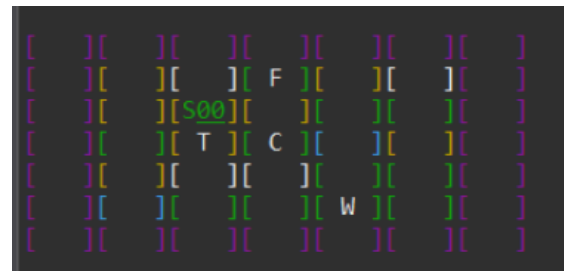 [ ][ ][ ][ ][ ][ ][ ]
[ ][ ][ ][ F ][ ][ ][ ]
[ ][ ][S00][ ][ ][ ][ ]
[ ][ ][ T ][ C ][ ][ ][ ]
[ ][ ][ ][ ][ ][ ][ ]
[ ][ ][ ][ ][ W ][ ][ ]
[ ][ ][ ][ ][ ][ ][ ]